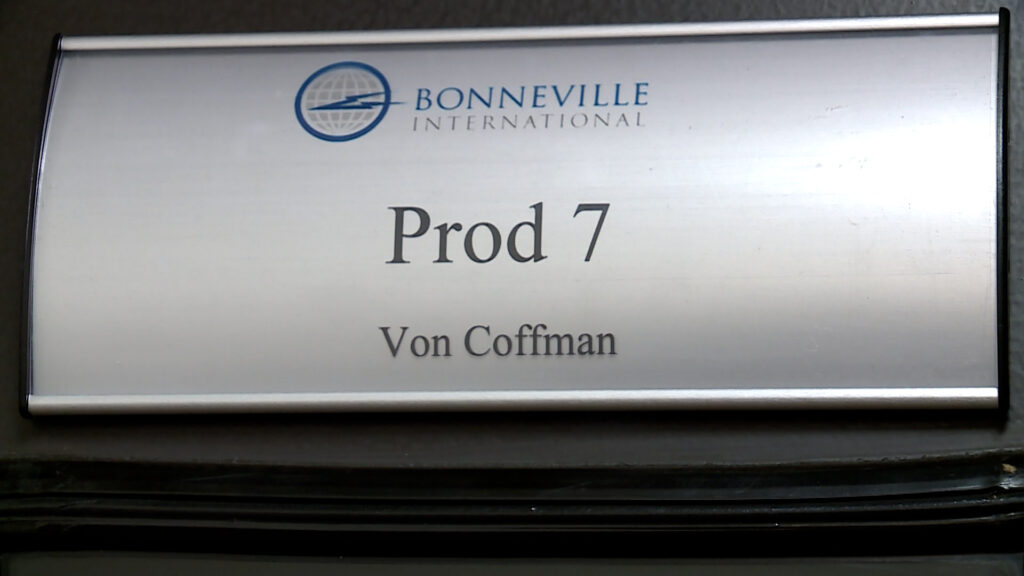 BONNEVILLE
INTERNATIONAL
Prod 7
Von Coffman